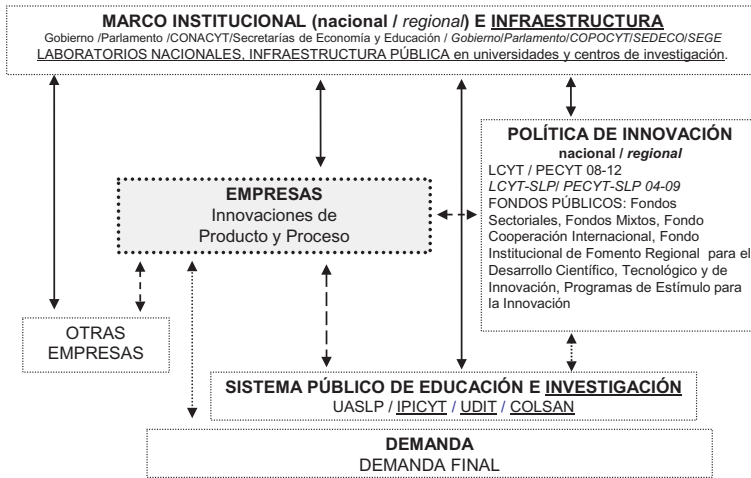 MARCO INSTITUCIONAL (nacional / regional) E INFRAESTRUCTURA
Gobierno /Parlamento /CONACYT/Secretarías de Economía y Educación / Gobierno/Parlamento/COPOCYT/SEDECO/SEGE
LABORATORIOS NACIONALES, INFRAESTRUCTURA PÚBLICA en universidades y centros de investigación.
POLÍTICA DE INNOVACIÓN
nacional / regional
LCYT / PECYT 08-12
LCYT-SLP/ PECYT-SLP 04-09
FONDOS PÚBLICOS: Fondos
Sectoriales, Fondos Mixtos, Fondo
Cooperación Internacional, Fondo
Institucional de Fomento Regional para el
Desarrollo Científico, Tecnológico y de
Innovación, Programas de Estímulo para
la Innovación
EMPRESAS
Innovaciones de
Producto y Proceso
OTRAS
EMPRESAS
SISTEMA PÚBLICO DE EDUCACIÓN E INVESTIGACIÓN
UASLP / IPICYT / UDIT / COLSAN
DEMANDA
DEMANDA FINAL